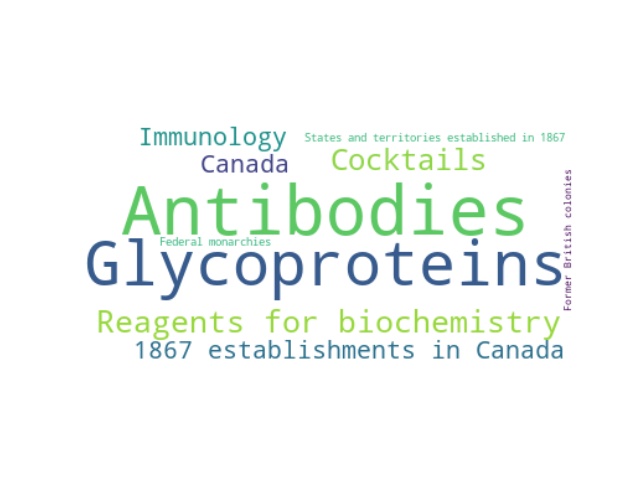 Immunology
States and territories established in 1867
Canada
Cocktails
Antibodies
Former British colonies
Federal monarchies
Glycoproteins
Reagents for biochemistry
1867 establishments in Canada